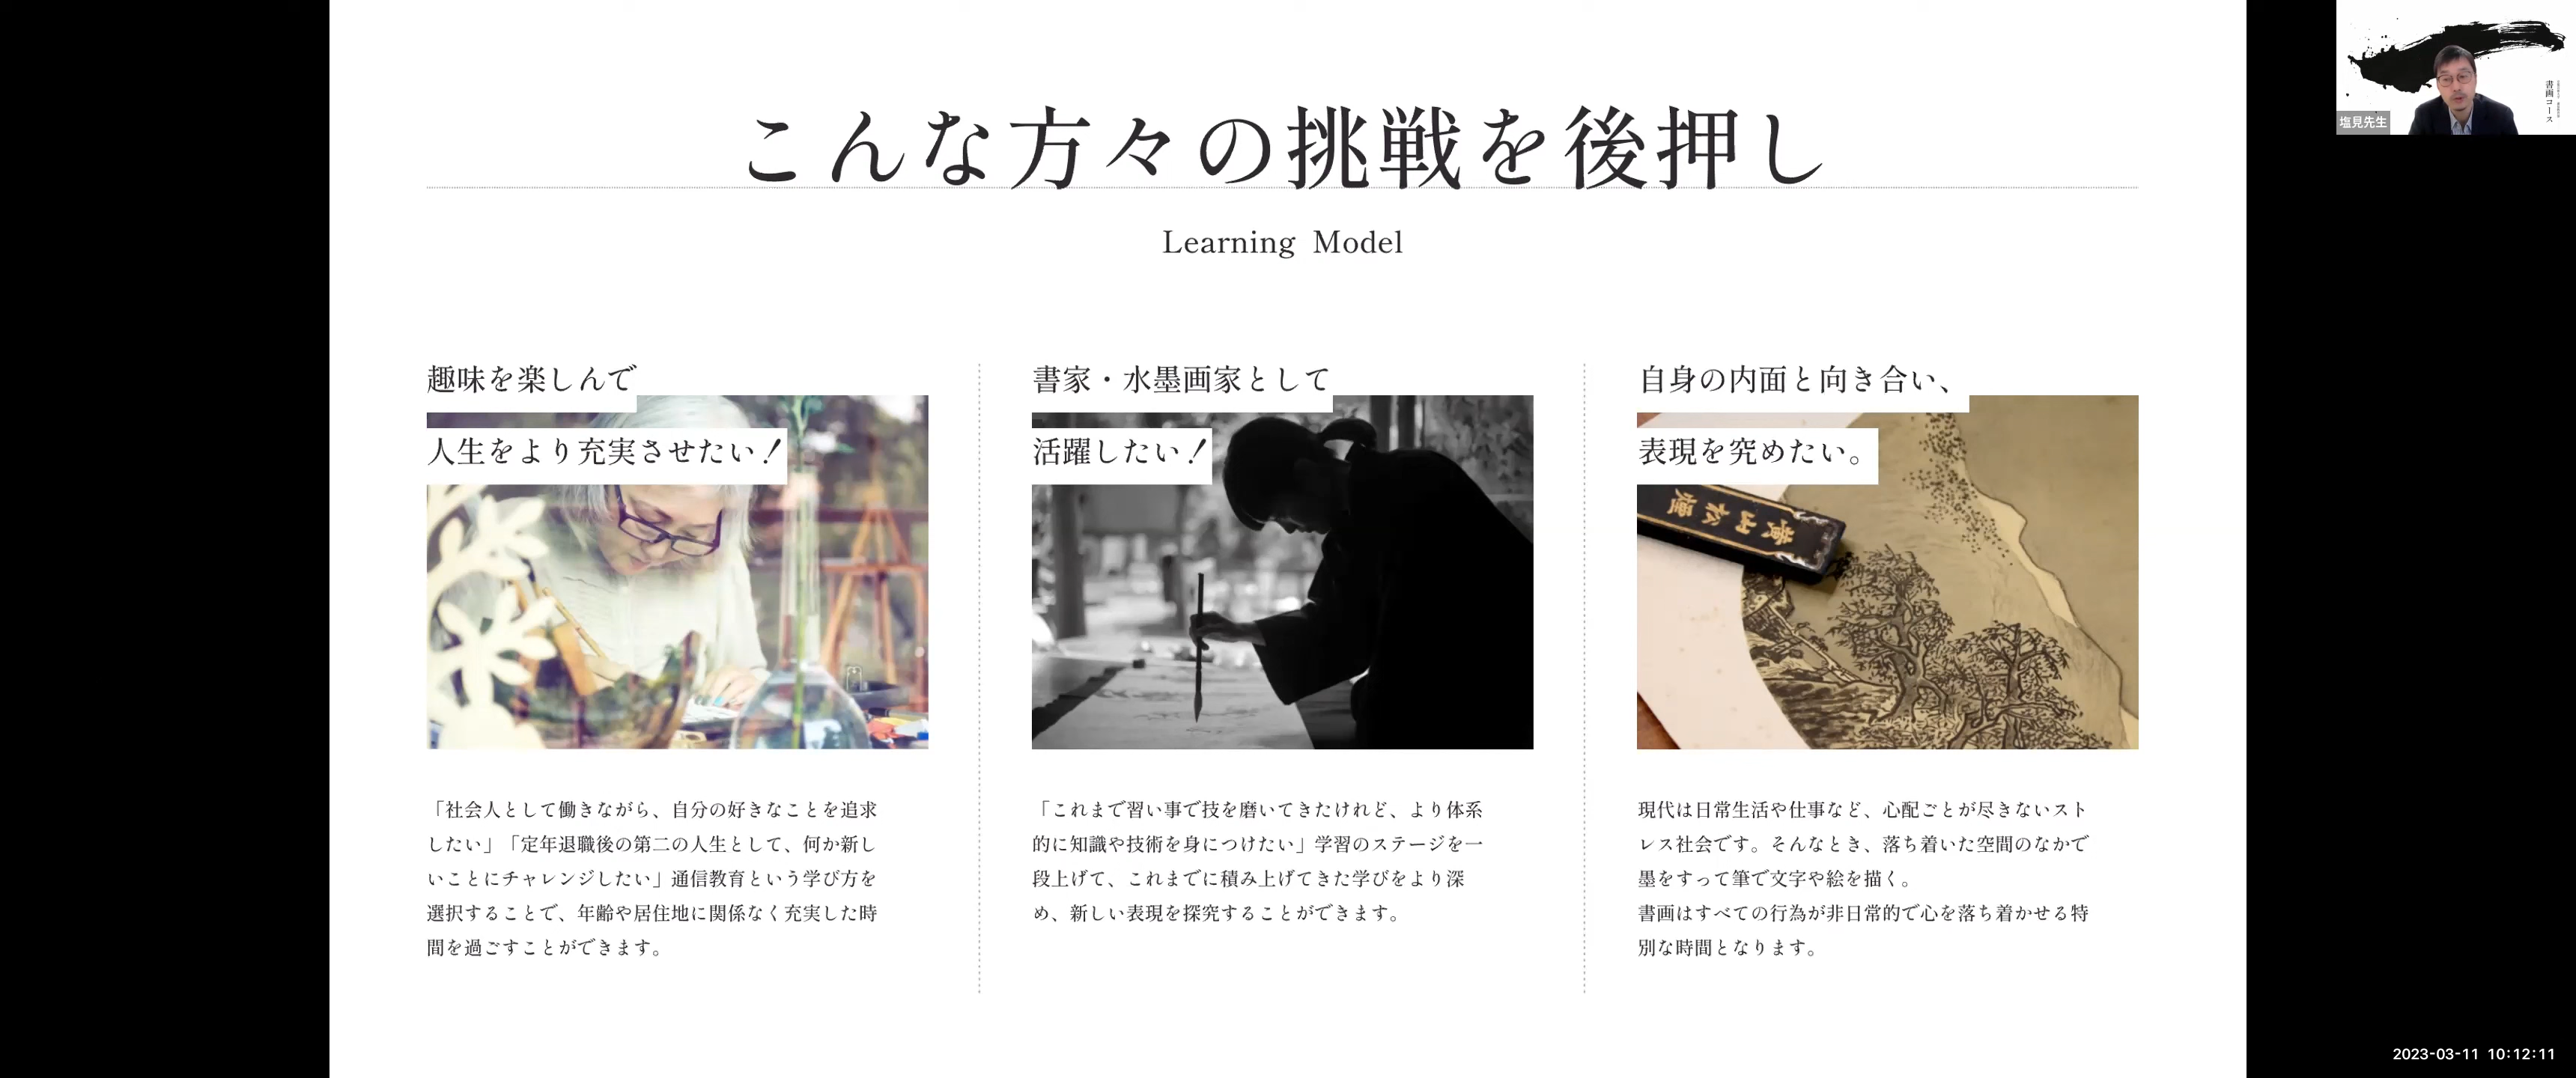 こんな方々の挑戦を後押し
Learning Model
趣味を楽しんで
人生をより充実させたい！
「社会人として働きながら、自分の好きなことを追求
したい」「定年退職後の第二の人生として、何か新し
いことにチャレンジしたい」通信教育という学び方を
選択することで、年齢や居住地に関係なく充実した時
間を過ごすことができます。
書家・水墨画家として
活躍したい！
「これまで習い事で技を磨いてきたけれど、より体系
的に知識や技術を身につけたい」学習のステージを一
段上げて、これまでに積み上げてきた学びをより深
め、新しい表現を探究することができます。
自身の内面と向き合い、
表現を究めたい。
黄山松煙
現代は日常生活や仕事など、心配ごとが尽きないスト
レス社会です。そんなとき、落ち着いた空間のなかで
墨をすって筆で文字や絵を描く。
書画はすべての行為が非日常的で心を落ち着かせる特
別な時間となります。
書画コース
塩見先生
2023-03-11 10:12:11